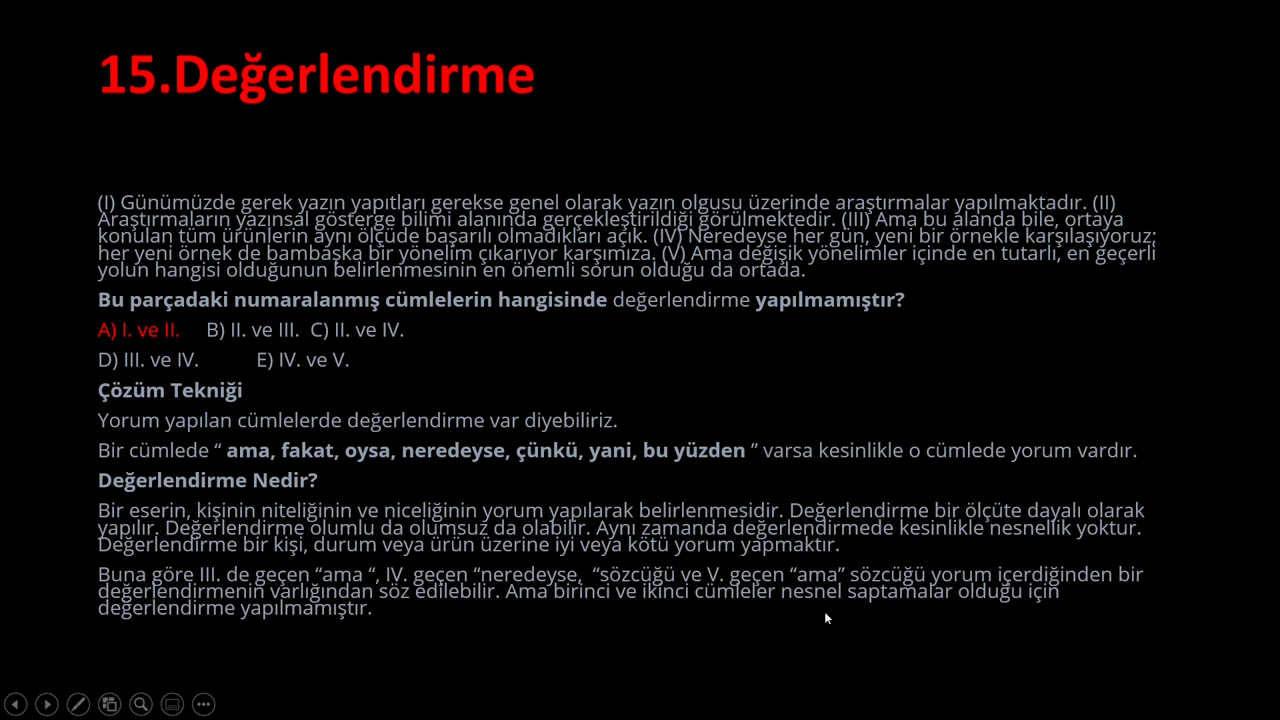 15.Değerlendirme
(I) Günümüzde gerek yazın yapıtları gerekse genel olarak yazın olgusu üzerinde araştırmalar yapılmaktadır. (II)
Araştırmaların yazınsal gösterge bilimi alanında gerçekleştirildiği görülmektedir. (III) Ama bu alanda bile, ortaya
konulan tüm ürünlerin aynı ölçüde başarılı olmadıkları açık. (IV) Neredeyse her gün, yeni bir örnekle karşılaşıyoruz;
her yeni örnek de bambaşka bir yönelim çıkarıyor karşımıza. (V) Ama değişik yönelimler içinde en tutarlı, en geçerli
yolun hangisi olduğunun belirlenmesinin en önemli sorun olduğu da ortada.
Bu parçadaki numaralanmış cümlelerin hangisinde değerlendirme yapılmamıştır?
A) I. ve II. B) II. ve III. C) II. ve IV.
D) III. ve IV. E) IV. ve V.
Çözüm Tekniği
Yorum yapılan cümlelerde değerlendirme var diyebiliriz.
Bir cümlede “ ama, fakat, oysa, neredeyse, çünkü, yani, bu yüzden ” varsa kesinlikle o cümlede yorum vardır.
Değerlendirme Nedir?
Bir eserin, kişinin niteliğinin ve niceliğinin yorum yapılarak belirlenmesidir. Değerlendirme bir ölçüte dayalı olarak
yapılır. Değerlendirme olumlu da olumsuz da olabilir. Aynı zamanda değerlendirmede kesinlikle nesnellik yoktur.
Değerlendirme bir kişi, durum veya ürün üzerine iyi veya kötü yorum yapmaktır.
Buna göre III. de geçen “ama “, IV. geçen “neredeyse, “sözcüğü ve V. geçen “ama” sözcüğü yorum içerdiğinden bir
değerlendirmenin varlığından söz edilebilir. Ama birinci ve ikinci cümleler nesnel saptamalar olduğu için
değerlendirme yapılmamıştır.